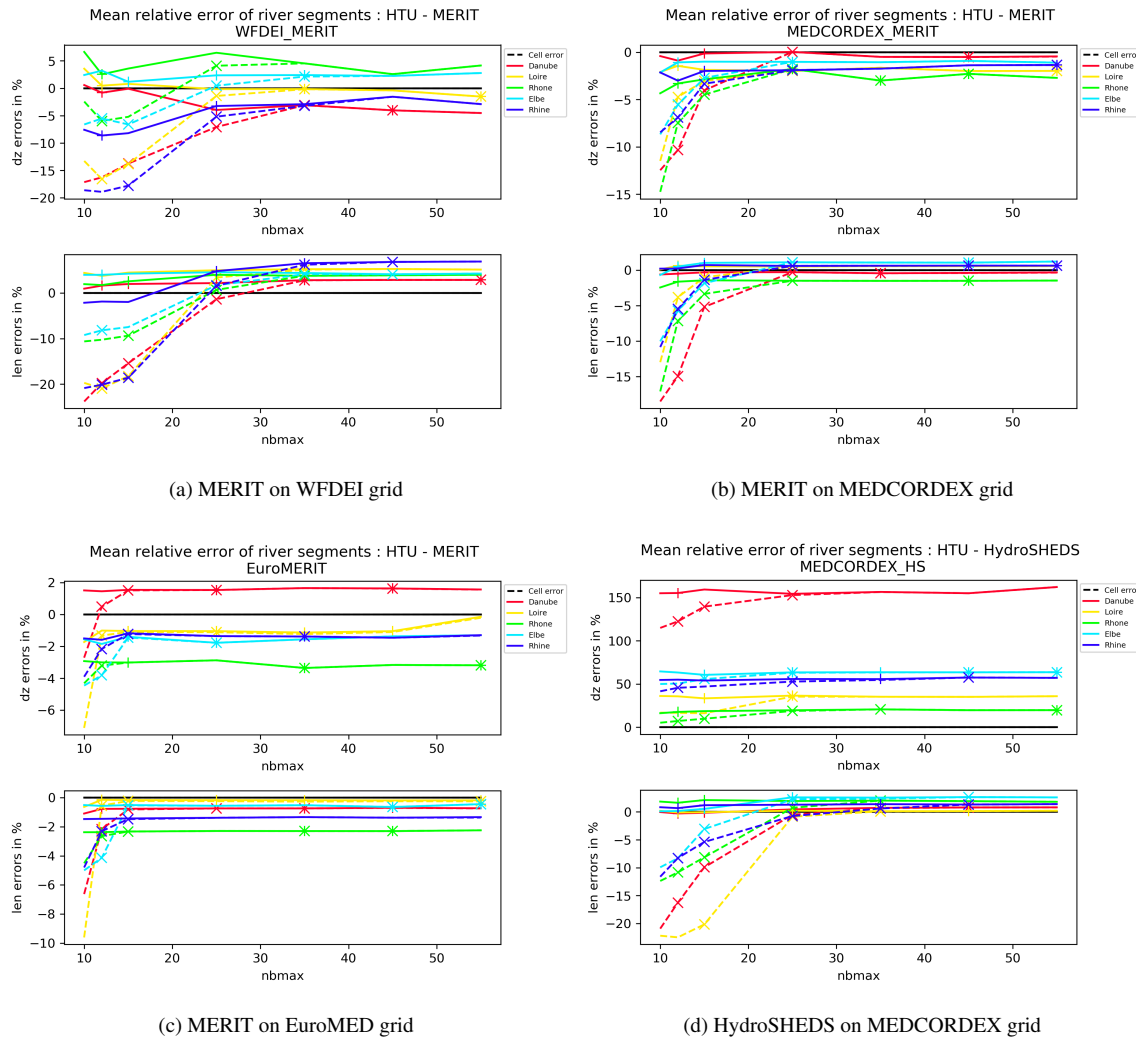 Mean relative error of river segments : HTU - MERIT
WFDEI_MERIT
dz errors in %
5
0
−5
−10
−15
−20
10 20 30 40 50
nbmax
Cell error
Danube
Loire
Rhone
Elbe
Rhine
len errors in %
0
−10
−20
10 20 30 40 50
nbmax
(a) MERIT on WFDEI grid
Mean relative error of river segments : HTU - MERIT
MEDCORDEX_MERIT
dz errors in %
0
−5
−10
−15
10 20 30 40 50
nbmax
Cell error
Danube
Loire
Rhone
Elbe
Rhine
len errors in %
0
−5
−10
−15
10 20 30 40 50
nbmax
(b) MERIT on MEDCORDEX grid
Mean relative error of river segments : HTU - MERIT
EuroMERIT
dz errors in %
2
0
−2
−4
−6
10 20 30 40 50
nbmax
Cell error
Danube
Loire
Rhone
Elbe
Rhine
len errors in %
0
−2
−4
−6
−8
−10
10 20 30 40 50
nbmax
(c) MERIT on EuroMED grid
Mean relative error of river segments : HTU - HydroSHEDS
MEDCORDEX_HS
dz errors in %
150
100
50
0
10 20 30 40 50
nbmax
Cell error
Danube
Loire
Rhone
Elbe
Rhine
len errors in %
0
−5
−10
−15
−20
10 20 30 40 50
nbmax
(d) HydroSHEDS on MEDCORDEX grid